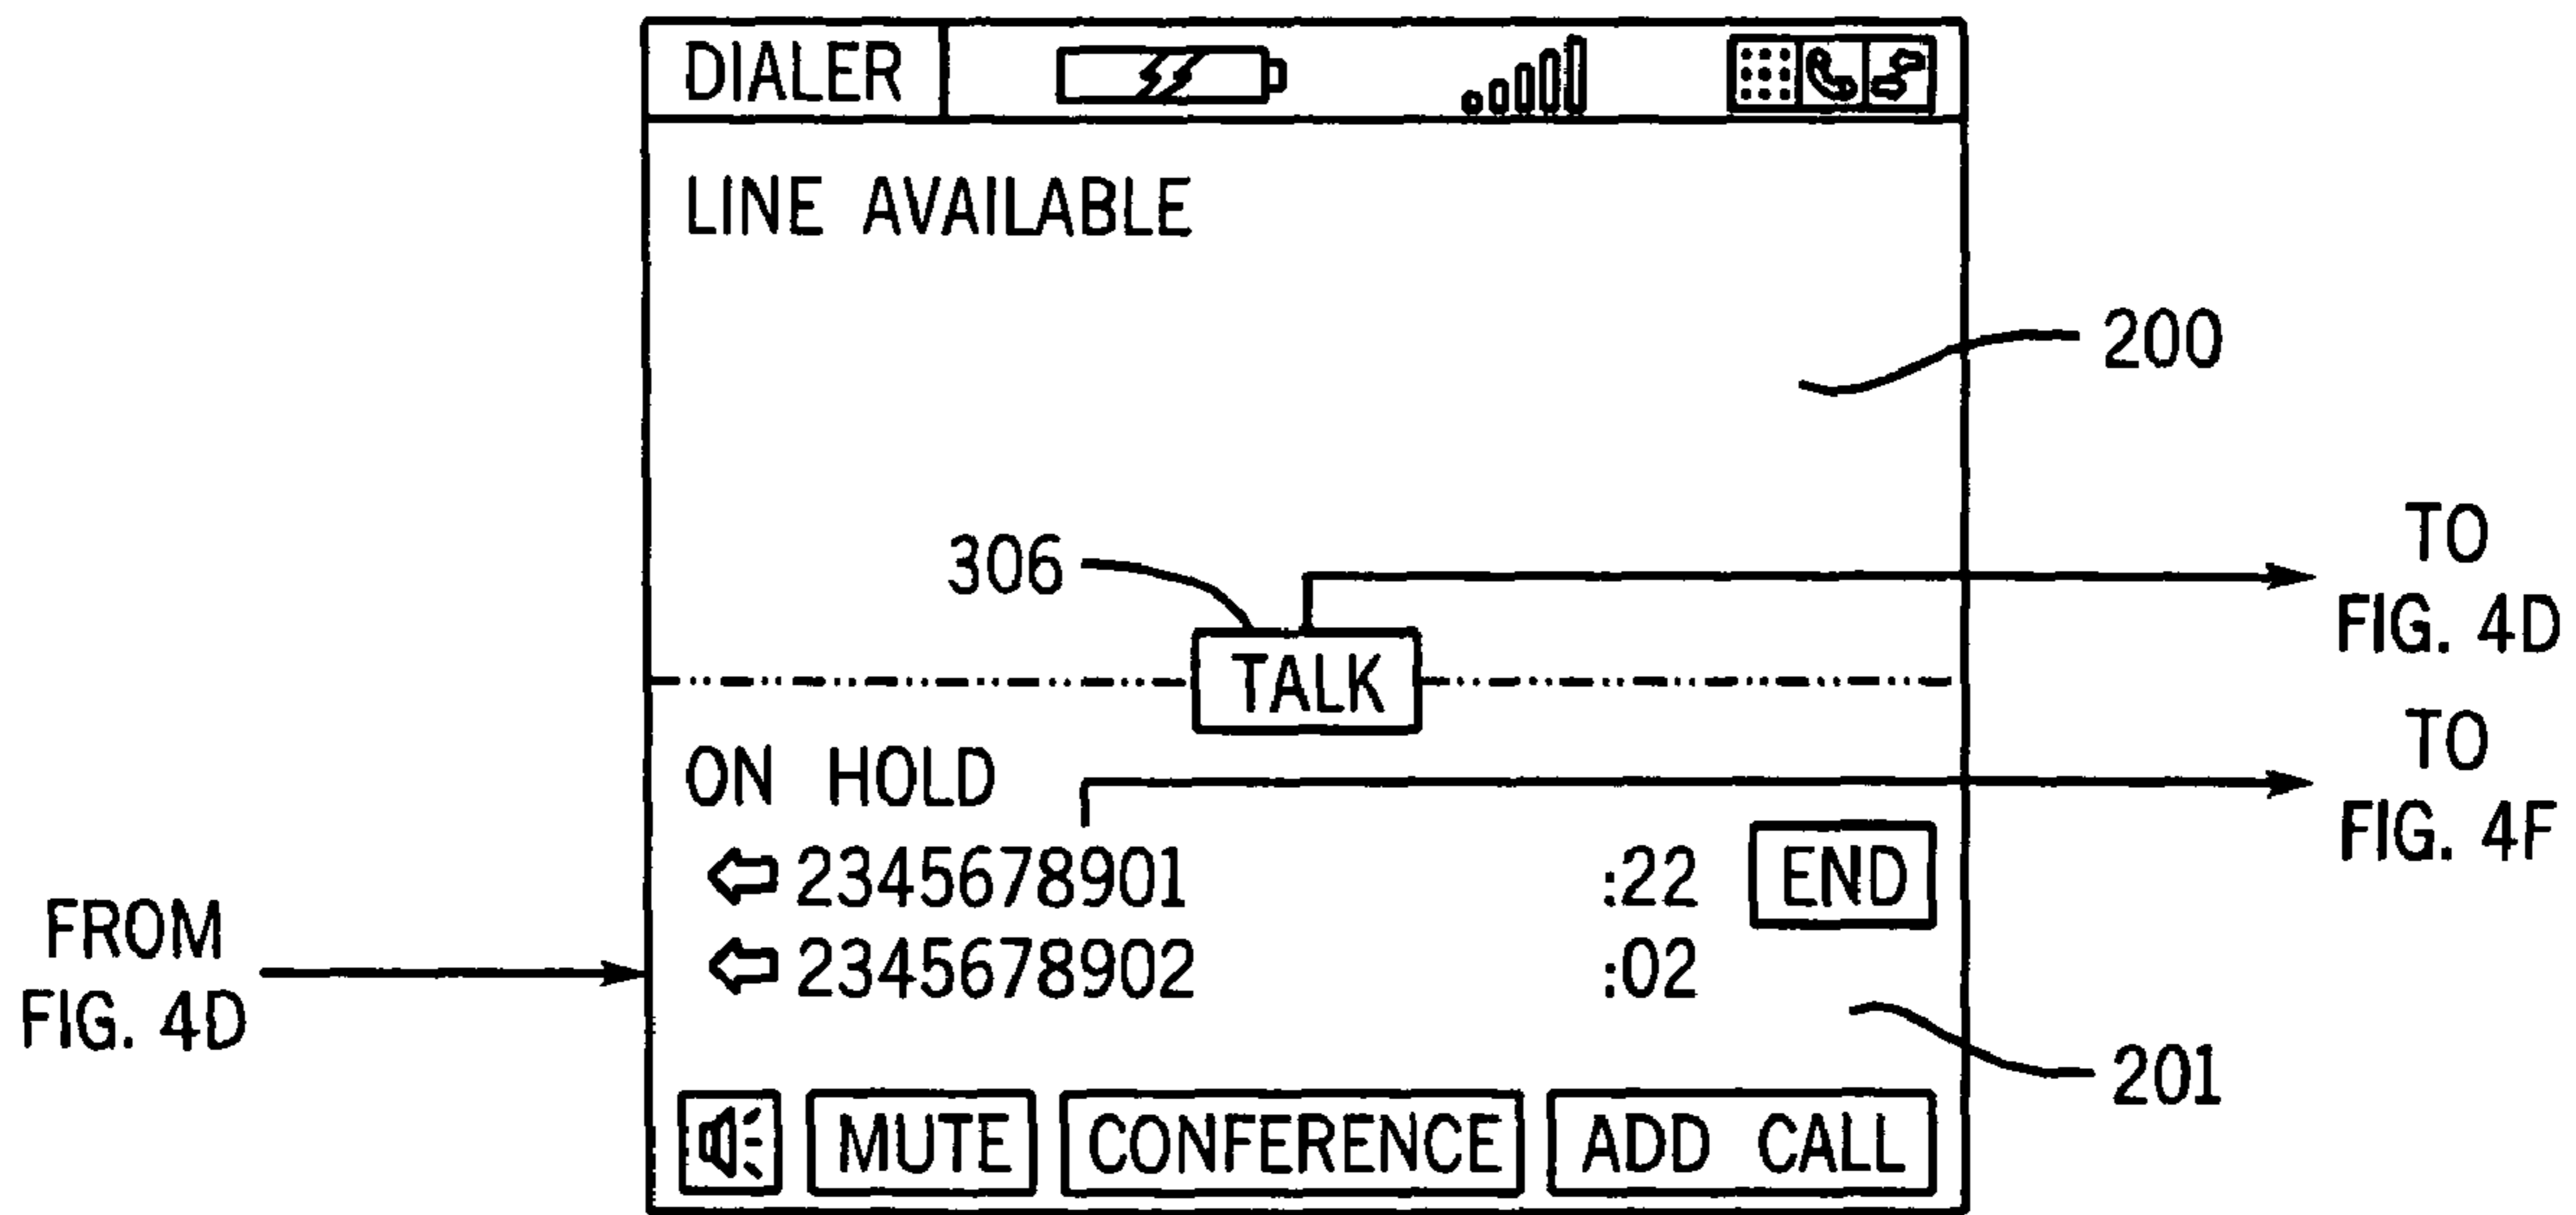 DIALER
LINE AVAILABLE
200
306
TO
FIG. 4D
TALK
TO
FIG. 4F
ON HOLD
2345678901 :22 END
FROM
FIG. 4D
2345678902 :02
201
MUTE CONFERENCE ADD CALL